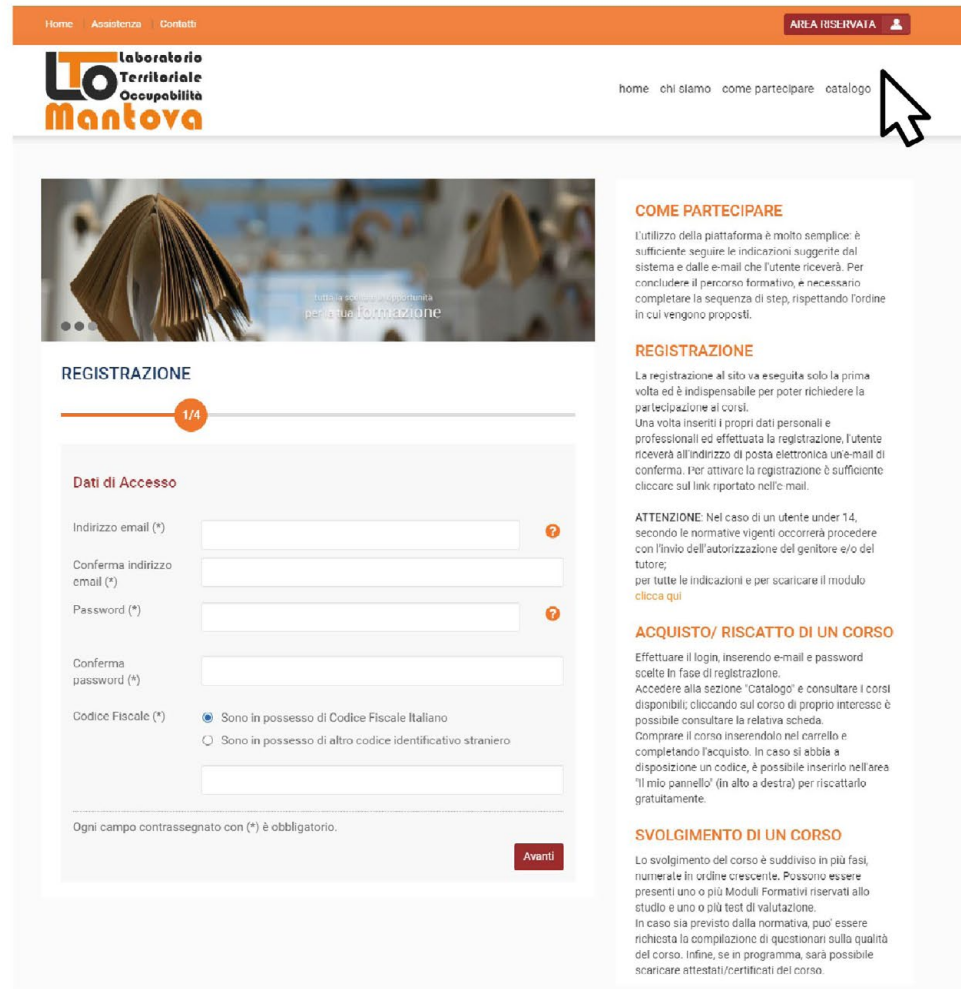 Home Assistenza Contatti
AREA RISERVATA
Laboratorio
Territoriale
Occupabilità
LTO
Mantova
home chi siamo come partecipare catalogo
tutta la scelta e le opportunità
per la tua formazione
REGISTRAZIONE
1/4
Dati di Accesso
Indirizzo email (*)
?
Conferma indirizzo
email (*)
Password (*)
?
Conferma
password (*)
Codice Fiscale (*)
Sono in possesso di Codice Fiscale Italiano
Sono in possesso di altro codice identificativo straniero
Ogni campo contrassegnato con (*) è obbligatorio.
Avanti
COME PARTECIPARE
L'utilizzo della piattaforma è molto semplice: è
sufficiente seguire le indicazioni suggerite dal
sistema e dalle e-mail che l'utente riceverà. Per
concludere il percorso formativo, è necessario
completare la sequenza di step, rispettando l'ordine
in cui vengono proposti.
REGISTRAZIONE
La registrazione al sito va eseguita solo la prima
volta ed è indispensabile per poter richiedere la
partecipazione ai corsi.
Una volta inseriti i propri dati personali e
professionali ed effettuata la registrazione, l'utente
riceverà all'indirizzo di posta elettronica un'e-mail di
conferma. Per attivare la registrazione è sufficiente
cliccare sul link riportato nell'e-mail.
ATTENZIONE: Nel caso di un utente under 14,
secondo le normative vigenti occorrerà procedere
con l'invio dell'autorizzazione del genitore e/o del
tutore;
per tutte le indicazioni e per scaricare il modulo
clicca qui
ACQUISTO/ RISCATTO DI UN CORSO
Effettuare il login, inserendo e-mail e password
scelte in fase di registrazione.
Accedere alla sezione "Catalogo" e consultare i corsi
disponibili; cliccando sul corso di proprio interesse è
possibile consultare la relativa scheda.
Comprare il corso inserendolo nel carrello e
completando l'acquisto. In caso si abbia a
disposizione un codice, è possibile inserirlo nell'area
"Il mio pannello" (in alto a destra) per riscattarlo
gratuitamente.
SVOLGIMENTO DI UN CORSO
Lo svolgimento del corso è suddiviso in più fasi,
numerate in ordine crescente. Possono essere
presenti uno o più Moduli Formativi riservati allo
studio e uno o più test di valutazione.
In caso sia previsto dalla normativa, puo' essere
richiesta la compilazione di questionari sulla qualità
del corso. Infine, se in programma, sarà possibile
scaricare attestati/certificati del corso.